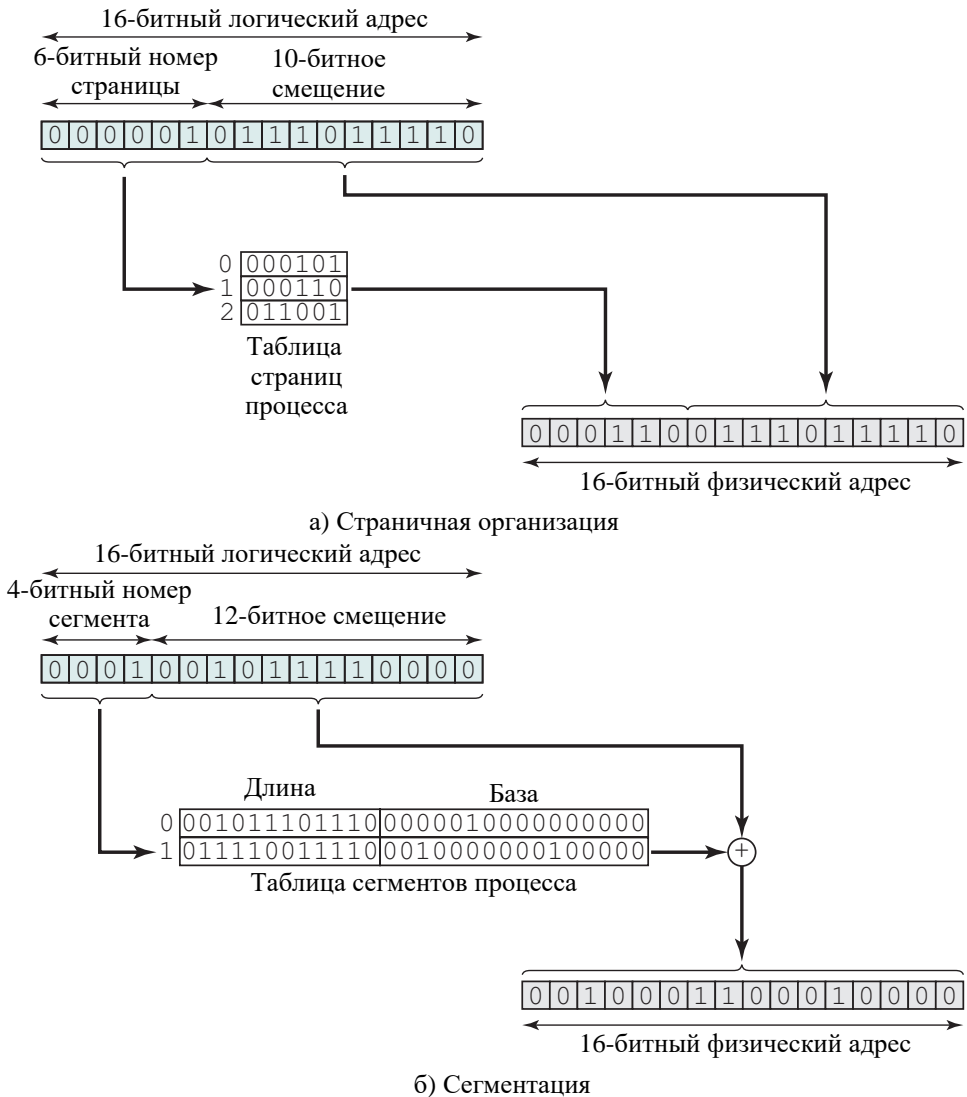 16-битный логический адрес
6-битный номер
страницы
10-битное
смещение
0 0 0 0 0 1 0 1 1 1 0 1 1 1 1 0
0 000101
1 000110
2 011001
Таблица
страниц
процесса
0 0 0 1 1 0 0 1 1 1 0 1 1 1 1 0
16-битный физический адрес
а) Страничная организация
16-битный логический адрес
4-битный номер
сегмента
12-битное смещение
0 0 0 1 0 0 1 0 1 1 1 1 0 0 0 0
Длина База
0 001011101110 0000010000000000
1 011110011110 0010000000100000
+
Таблица сегментов процесса
0 0 1 0 0 0 1 1 0 0 0 1 0 0 0 0
16-битный физический адрес
б) Сегментация